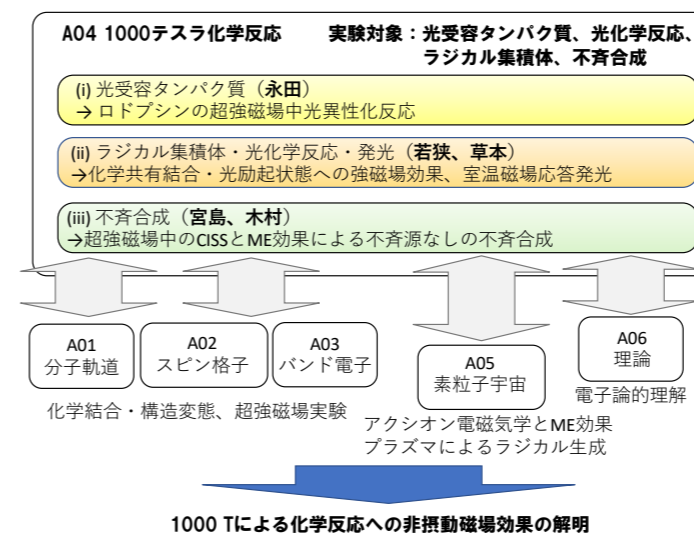 A04 1000テスラ化学反応 実験対象：光受容タンパク質、光化学反応、
ラジカル集積体、不斉合成
(i) 光受容タンパク質（永田）
→ ロドプシンの超強磁場中光異性化反応
(ii) ラジカル集積体・光化学反応・発光（若狭、草本）
→化学共有結合・光励起状態への強磁場効果、室温磁場応答発光
(iii) 不斉合成（宮島、木村）
→超強磁場中のCISSとME効果による不斉源なしの不斉合成
A01
分子軌道
A02
スピン格子
A03
バンド電子
化学結合・構造変態、超強磁場実験
A05
素粒子宇宙
アクシオン電磁気学とME効果
プラズマによるラジカル生成
A06
理論
電子論的理解
1000 Tによる化学反応への非摂動磁場効果の解明